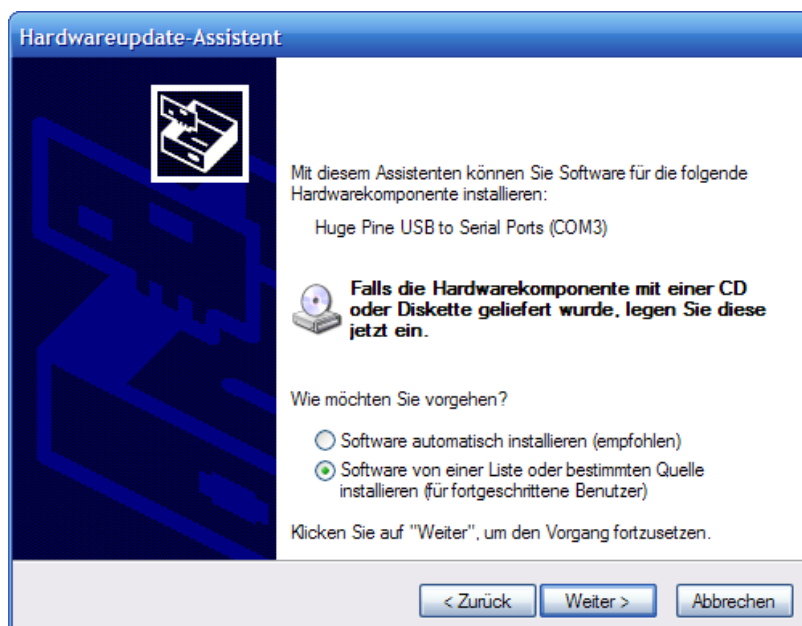 Hardwareupdate-Assistent
Mit diesem Assistenten können Sie Software für die folgende
Hardwarekomponente installieren:
Huge Pine USB to Serial Ports (COM3)
Falls die Hardwarekomponente mit einer CD
oder Diskette geliefert wurde, legen Sie diese
jetzt ein.
Wie möchten Sie vorgehen?
Software automatisch installieren (empfohlen)
Software von einer Liste oder bestimmten Quelle
installieren (für fortgeschrittene Benutzer)
Klicken Sie auf "Weiter", um den Vorgang fortzusetzen.
< Zurück Weiter > Abbrechen